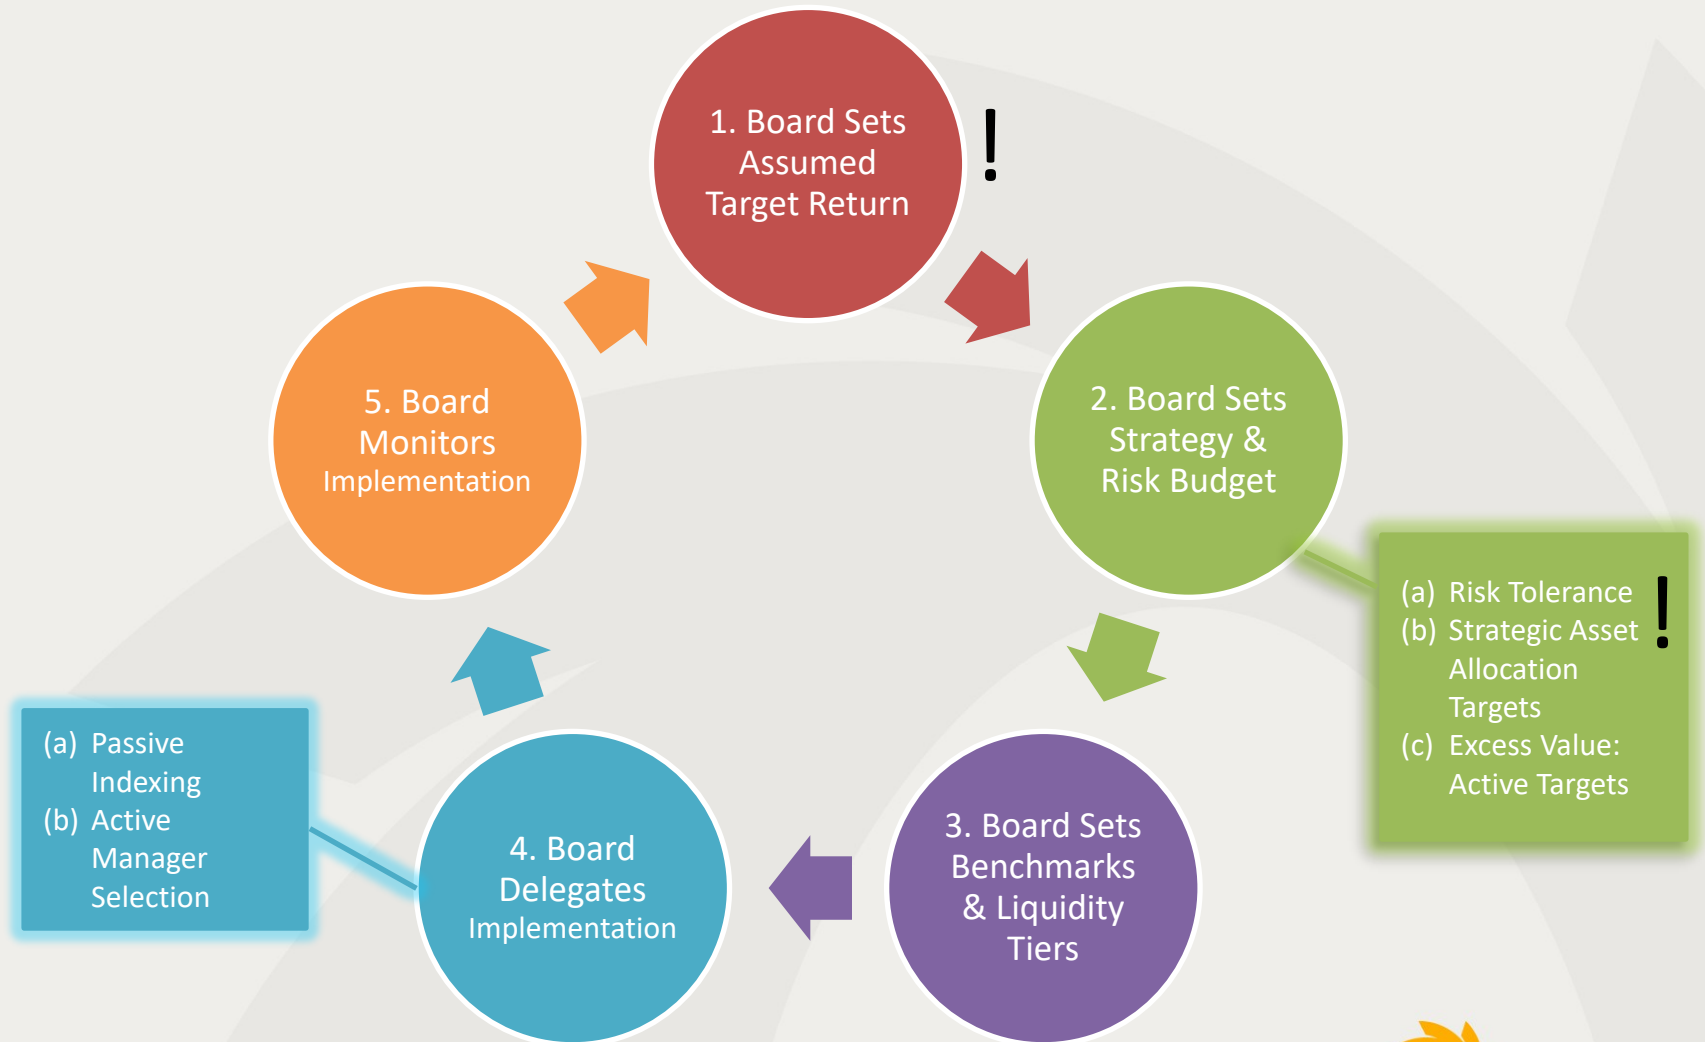 1. Board Sets
Assumed
Target Return
!
2. Board Sets
Strategy &
Risk Budget
(a) Risk Tolerance
(b) Strategic Asset
Allocation
Targets
(c) Excess Value:
Active Targets
!
3. Board Sets
Benchmarks
& Liquidity
Tiers
4. Board
Delegates
Implementation
(a) Passive
Indexing
(b) Active
Manager
Selection
5. Board
Monitors
Implementation